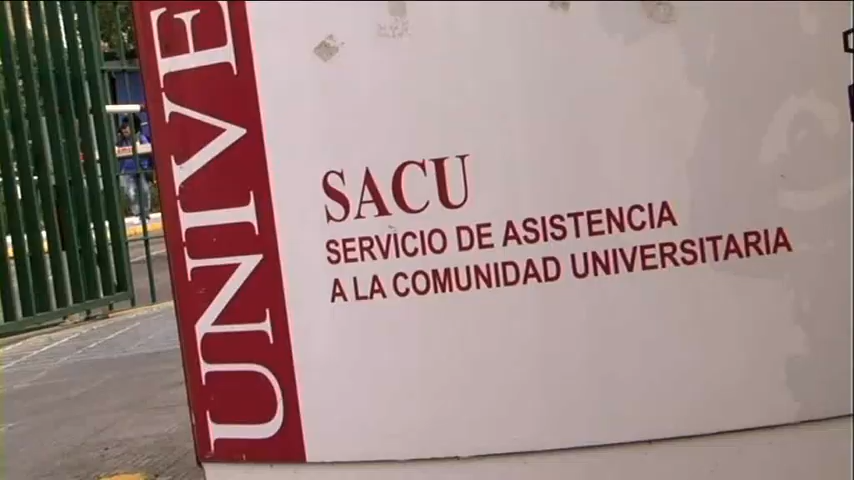 UNIVE
SACU
SERVICIO DE ASISTENCIA
A LA COMUNIDAD UNIVERSITARIA